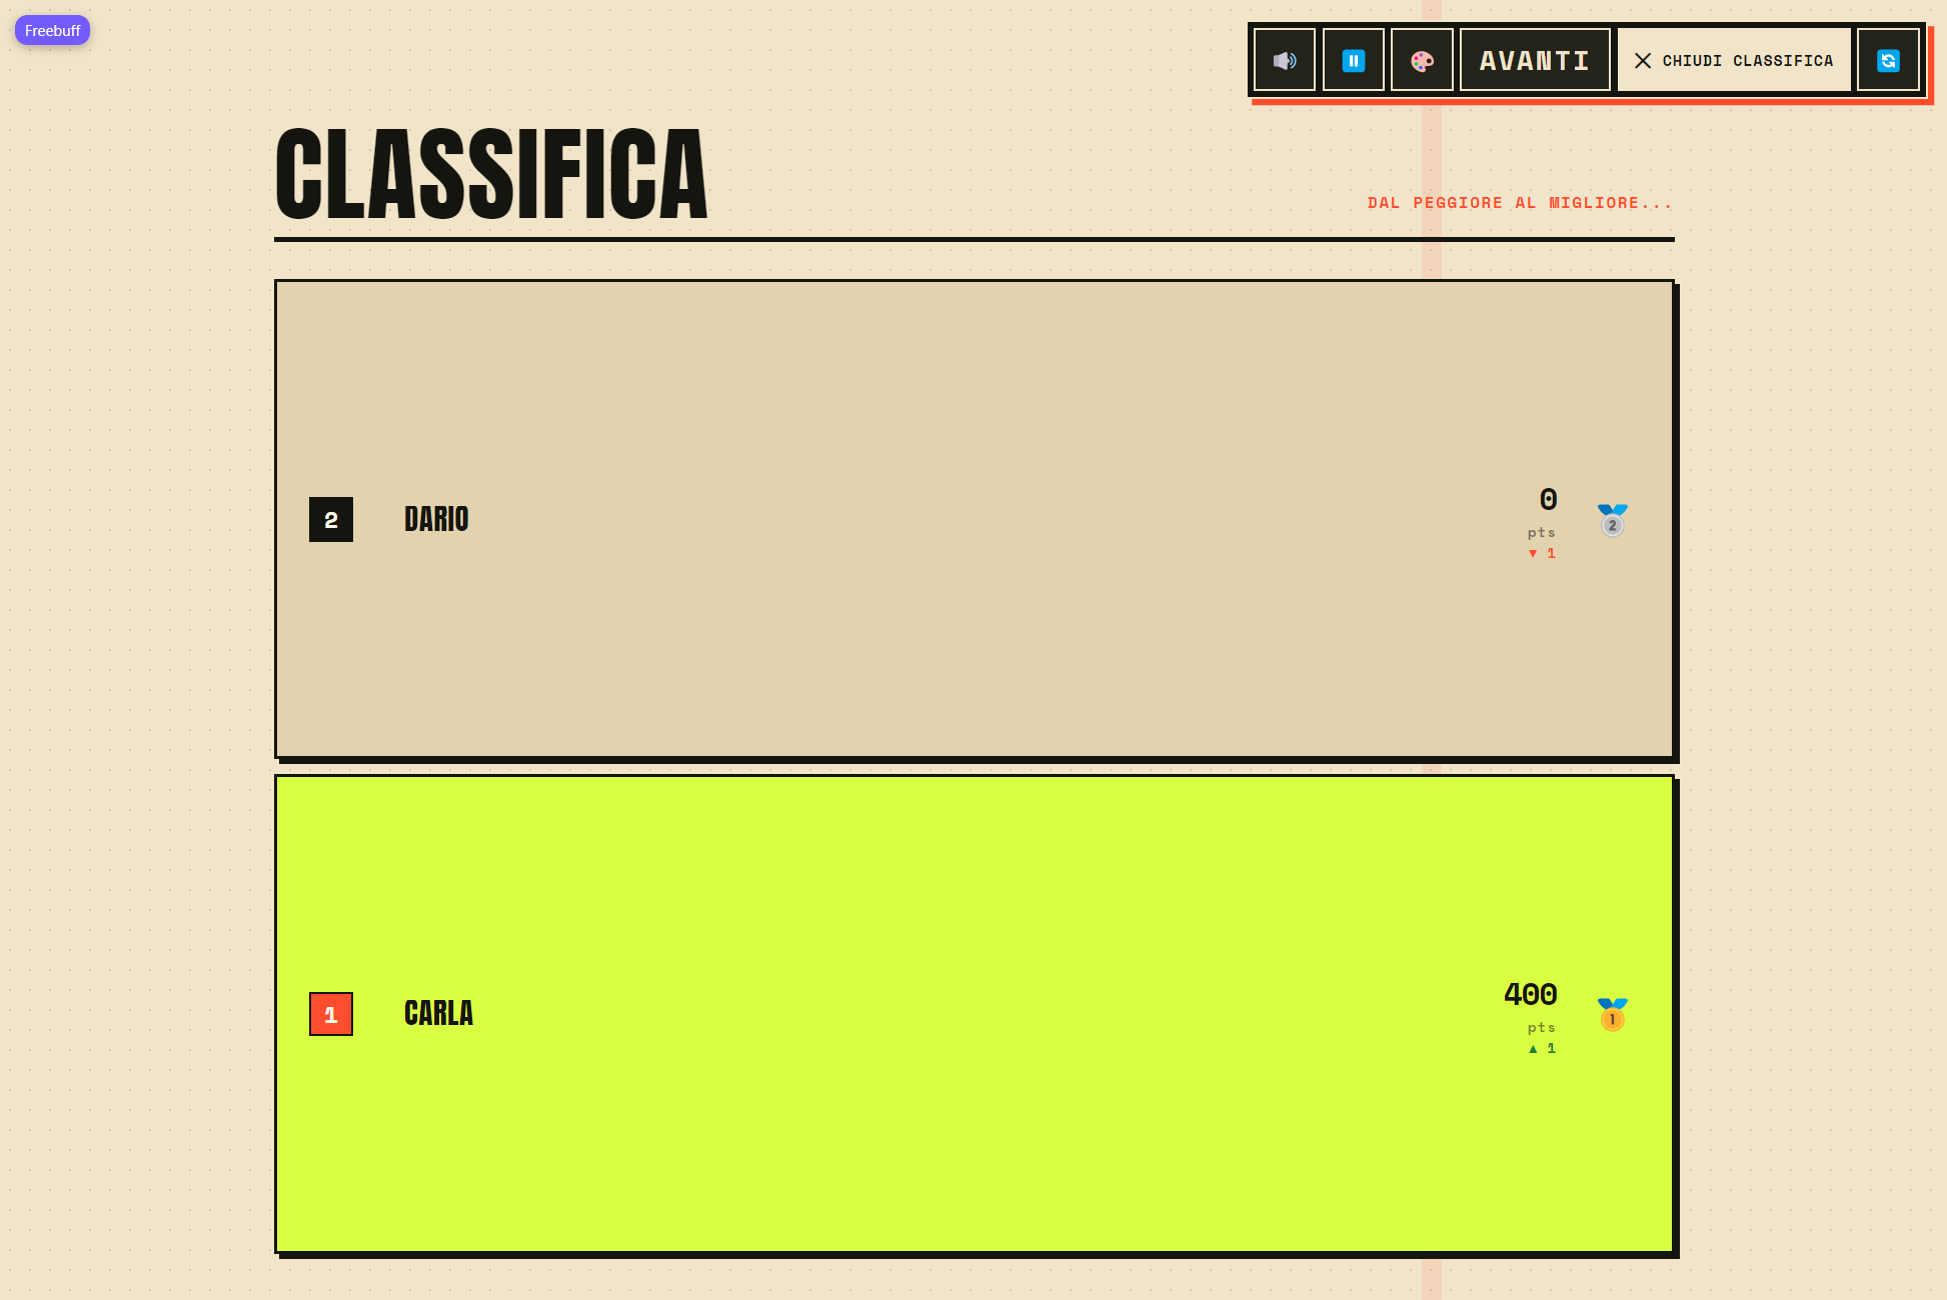 Freebuff
AVANTI
CHIUDI CLASSIFICA
CLASSIFICA
DAL PEGGIORE AL MIGLIORE...
2
DARIO
0
pts
▼ 1
2
1
CARLA
400
pts
▲ 1
1